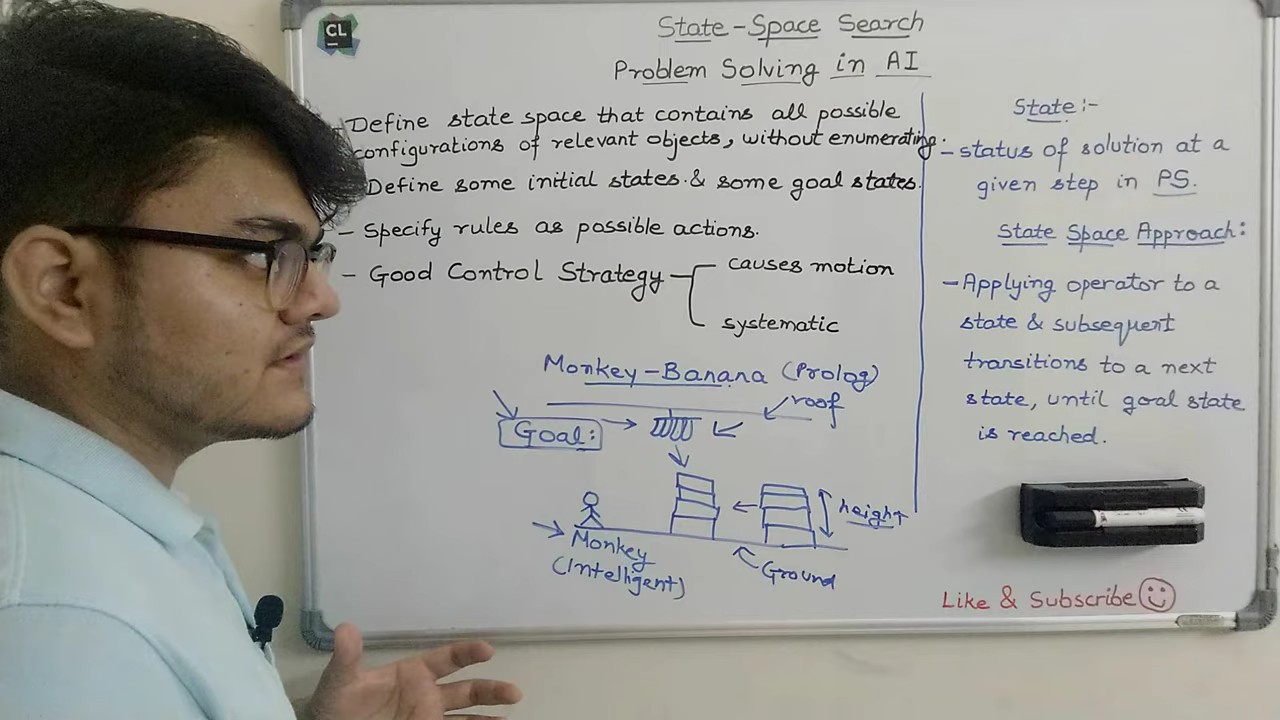 CL
State-Space Search
Problem Solving in AI
- Define state space that contains all possible
configurations of relevant objects, without enumerating.
Define some initial states & some goal states.
- Specify rules as possible actions.
- Good Control Strategy
causes motion
systematic
Monkey-Banana (Prolog)
roof
Goal:
height
Monkey
(Intelligent)
Ground
State:-
- status of solution at a
given step in PS.
State Space Approach:
- Applying operator to a
state & subsequent
transitions to a next
state, until goal state
is reached.
Like & Subscribe